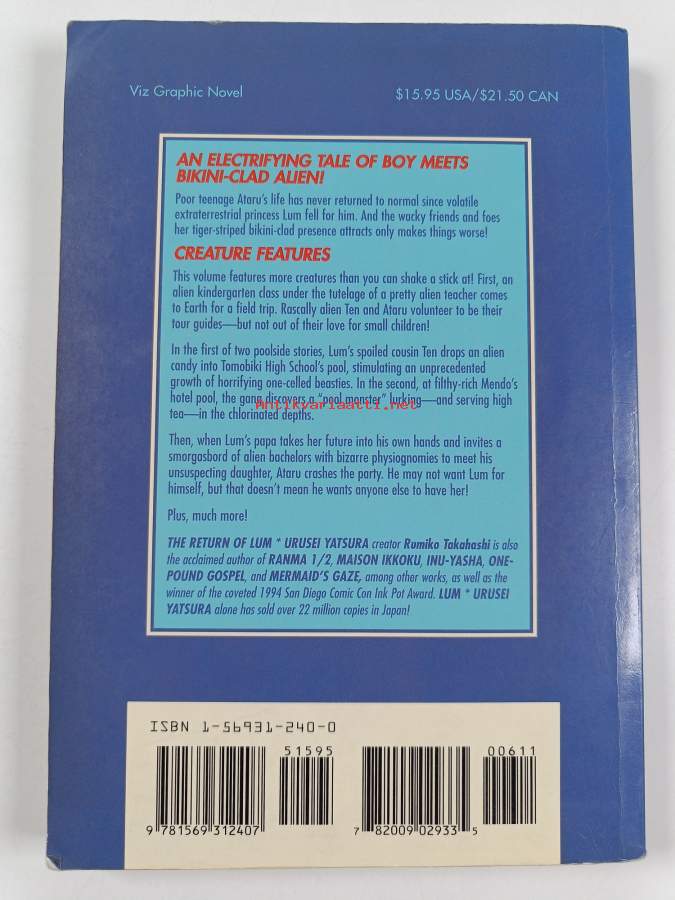 Viz Graphic Novel
$15.95 USA/$21.50 CAN
AN ELECTRIFYING TALE OF BOY MEETS
BIKINI-CLAD ALIEN!
Poor teenage Ataru's life has never returned to normal since volatile
extraterrestrial princess Lum fell for him. And the wacky friends and foes
her tiger-striped bikini-clad presence attracts only makes things worse!
CREATURE FEATURES
This volume features more creatures than you can shake a stick at! First, an
alien kindergarten class under the tutelage of a pretty alien teacher comes
to Earth for a field trip. Rascally alien Ten and Ataru volunteer to be their
tour guides—but not out of their love for small children!
In the first of two poolside stories, Lum's spoiled cousin Ten drops an alien
candy into Tomobiki High School's pool, stimulating an unprecedented
growth of horrifying one-celled beasties. In the second, at filthy-rich Mendo's
hotel pool, the gang discovers a "pool monster" lurking—and serving high
Antikvariaatti.net
tea—in the chlorinated depths.
Then, when Lum's papa takes her future into his own hands and invites a
smorgasbord of alien bachelors with bizarre physiognomies to meet his
unsuspecting daughter, Ataru crashes the party. He may not want Lum for
himself, but that doesn't mean he wants anyone else to have her!
Plus, much more!
THE RETURN OF LUM * URUSEI YATSURA creator Rumiko Takahashi is also
the acclaimed author of RANMA 1/2, MAISON IKKOKU, INU-YASHA, ONE-
POUND GOSPEL, and MERMAID'S GAZE, among other works, as well as the
winner of the coveted 1994 San Diego Comic Con Ink Pot Award. LUM * URUSEI
YATSURA alone has sold over 22 million copies in Japan!
ISBN 1-56931-240-0
51595
00611
9 781569 312407
7 82009 02933 5